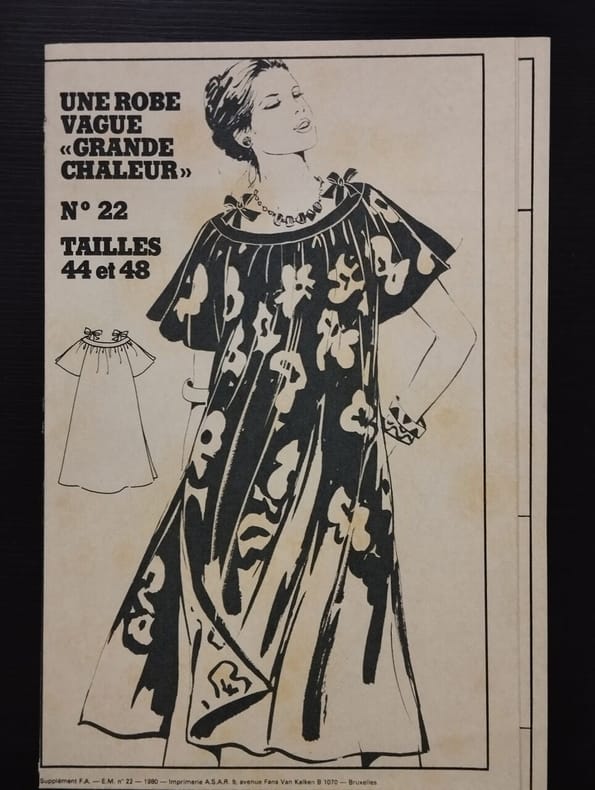 UNE ROBE
VAGUE
«GRANDE
CHALEUR»
N° 22
TAILLES
44 et 48
Supplément F.A. — E.M. n° 22 — 1980 — Imprimerie A.S.A.R. 9, avenue Fans Van Kalken B 1070 — Bruxelles